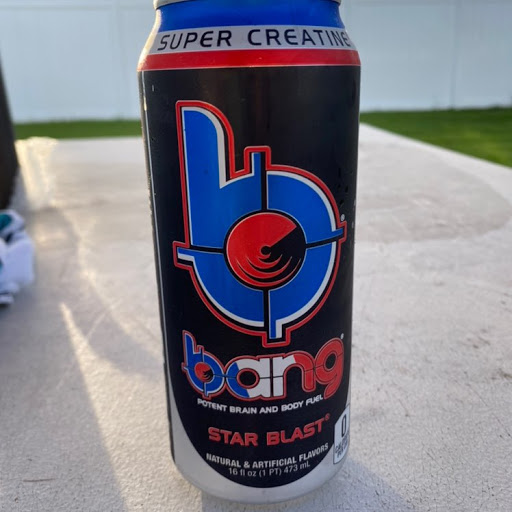 SUPER CREATINE
bang®
POTENT BRAIN AND BODY FUEL
STAR BLAST®
NATURAL & ARTIFICIAL FLAVORS
16 fl oz (1 PT) 473 mL
0